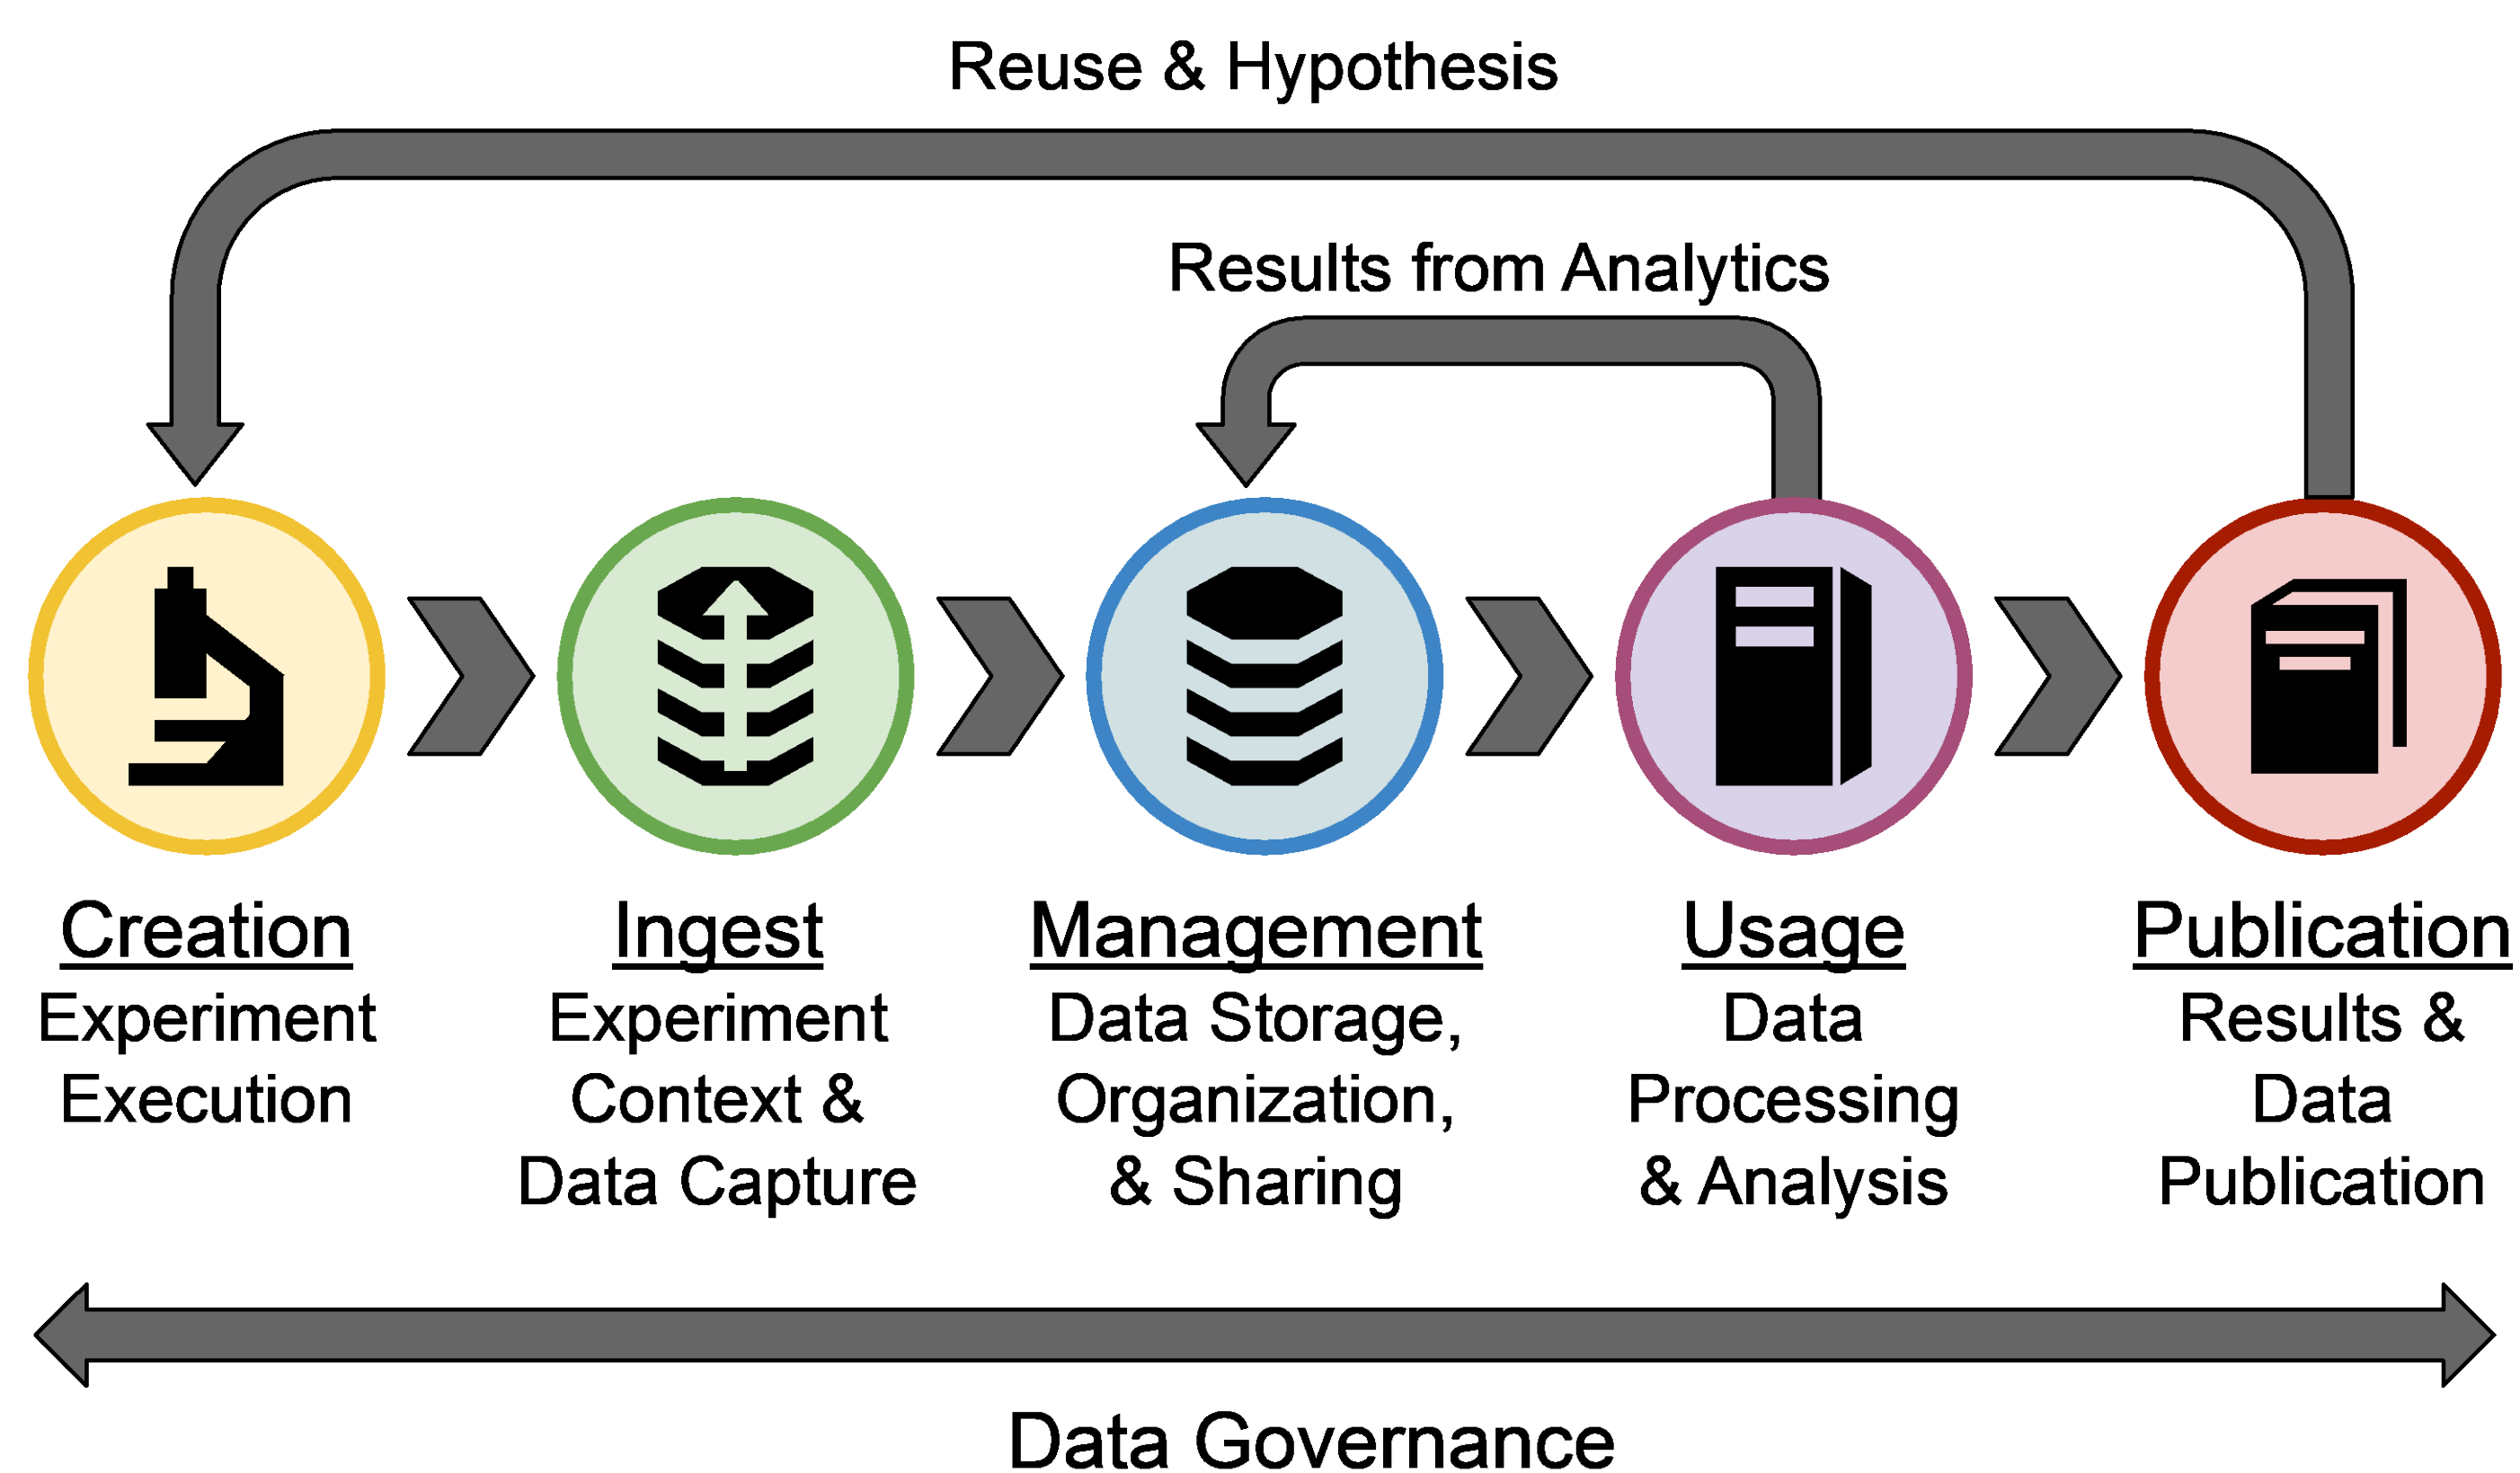 Reuse & Hypothesis
Results from Analytics
Creation
Experiment
Execution
Ingest
Experiment
Context &
Data Capture
Management
Data Storage,
Organization,
& Sharing
Usage
Data
Processing
& Analysis
Publication
Results &
Data
Publication
Data Governance